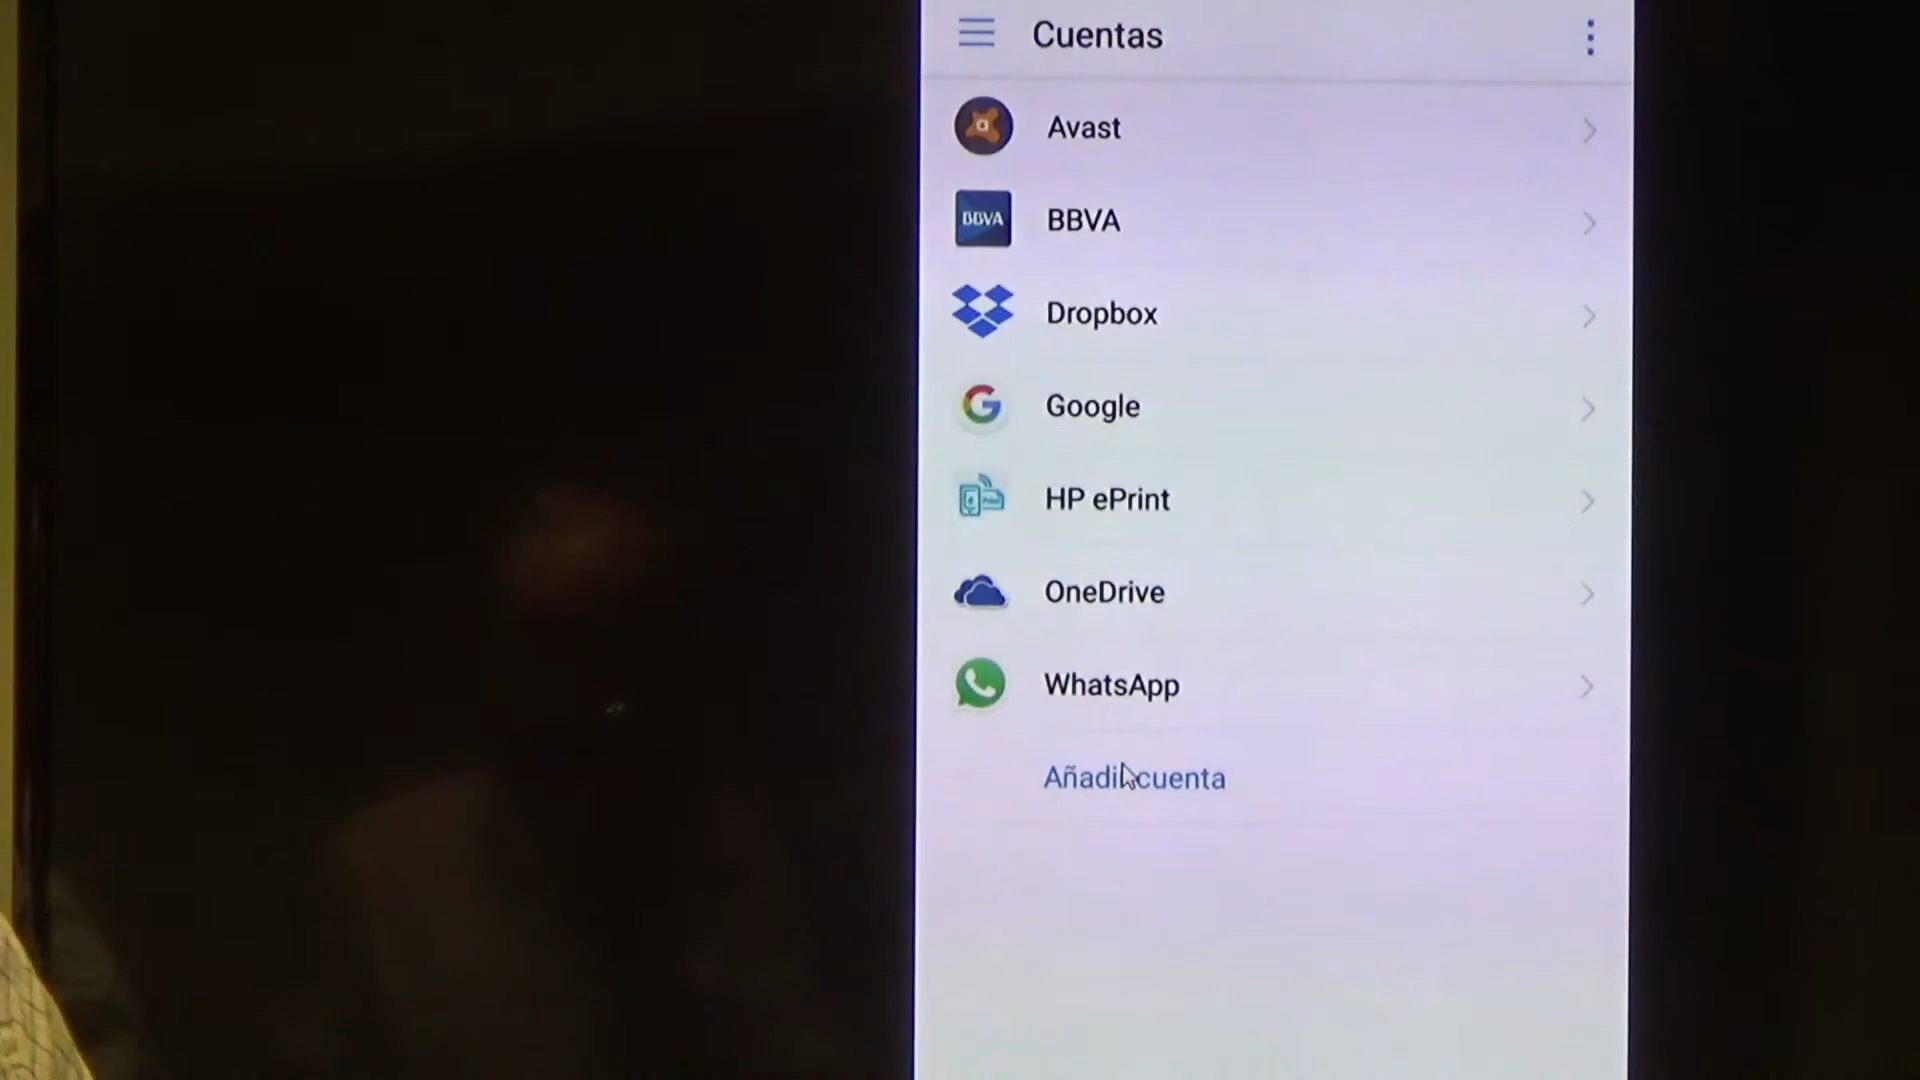 Cuentas
Avast
BBVA
BBVA
Dropbox
Google
HP ePrint
OneDrive
WhatsApp
Añadir cuenta